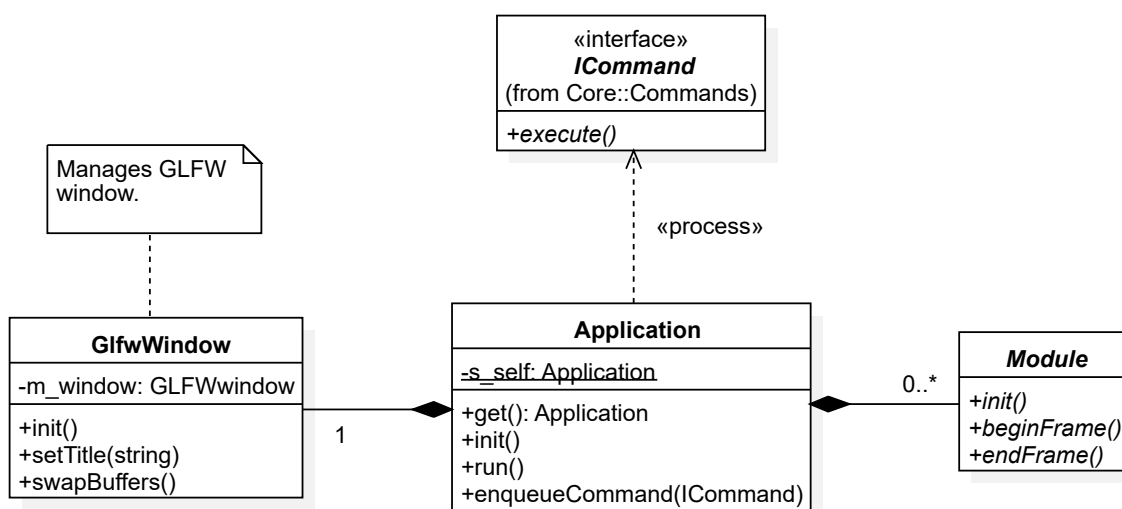 «interface»
ICommand
(from Core::Commands)
+execute()
Manages GLFW
window.
«process»
GlfwWindow
-m_window: GLFWwindow
+init()
+setTitle(string)
+swapBuffers()
1
Application
-s_self: Application
+get(): Application
+init()
+run()
+enqueueCommand(ICommand)
0..*
Module
+init()
+beginFrame()
+endFrame()